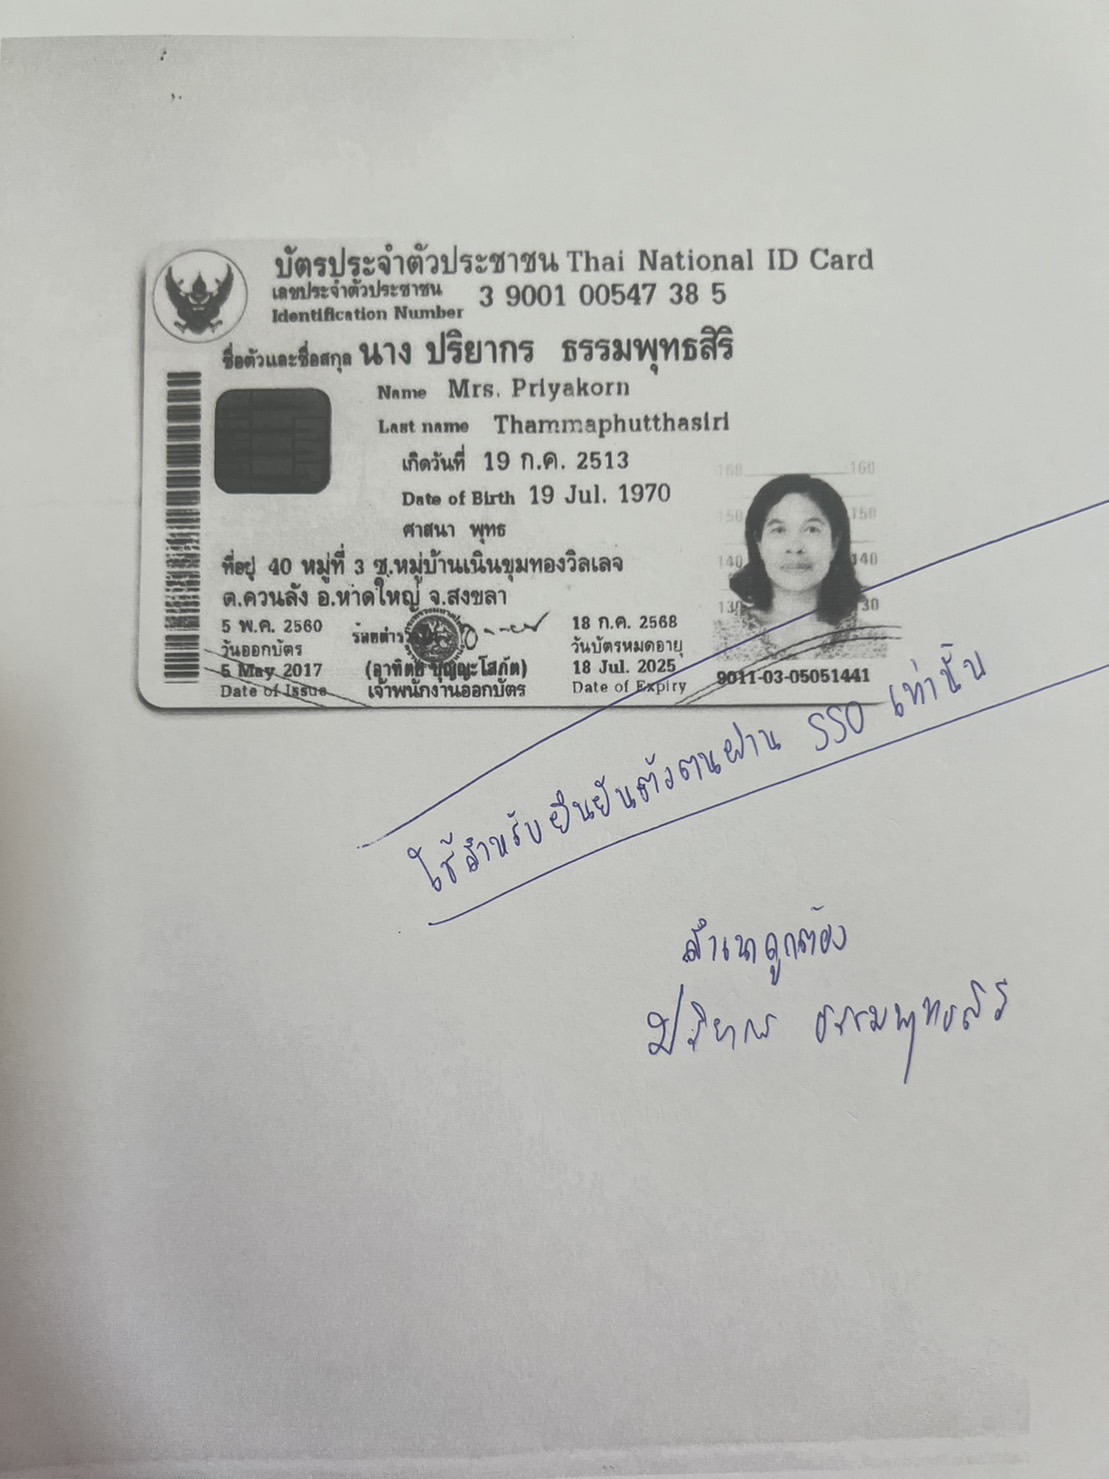 บัตรประจำตัวประชาชน Thai National ID Card
เลขประจำตัวประชาชน 3 9001 00547 38 5
Identification Number
ชื่อตัวและชื่อสกุล นาง ปริยากร ธรรมพุทธสิริ
Name Mrs. Priyakorn
Last name Thammaphutthasiri
เกิดวันที่ 19 ก.ค. 2513
Date of Birth 19 Jul. 1970
ศาสนา พุทธ
ที่อยู่ 40 หมู่ที่ 3 ซ.หมู่บ้านเนินขุมทองวิลเลจ
ต.ควนลัง อ.หาดใหญ่ จ.สงขลา
5 พ.ค. 2560
วันออกบัตร
5 May 2017
Date of Issue
(อาทิตย์ บุญญะโสภัต)
เจ้าพนักงานออกบัตร
18 ก.ค. 2568
วันบัตรหมดอายุ
18 Jul. 2025
Date of Expiry
160 160
150 150
140 140
130 130
9011-03-05051441
ใช้สำหรับยืนยันตัวตนผ่าน SSO เท่านั้น
สำเนาถูกต้อง
ปริยากร ธรรมพุทธสิริ